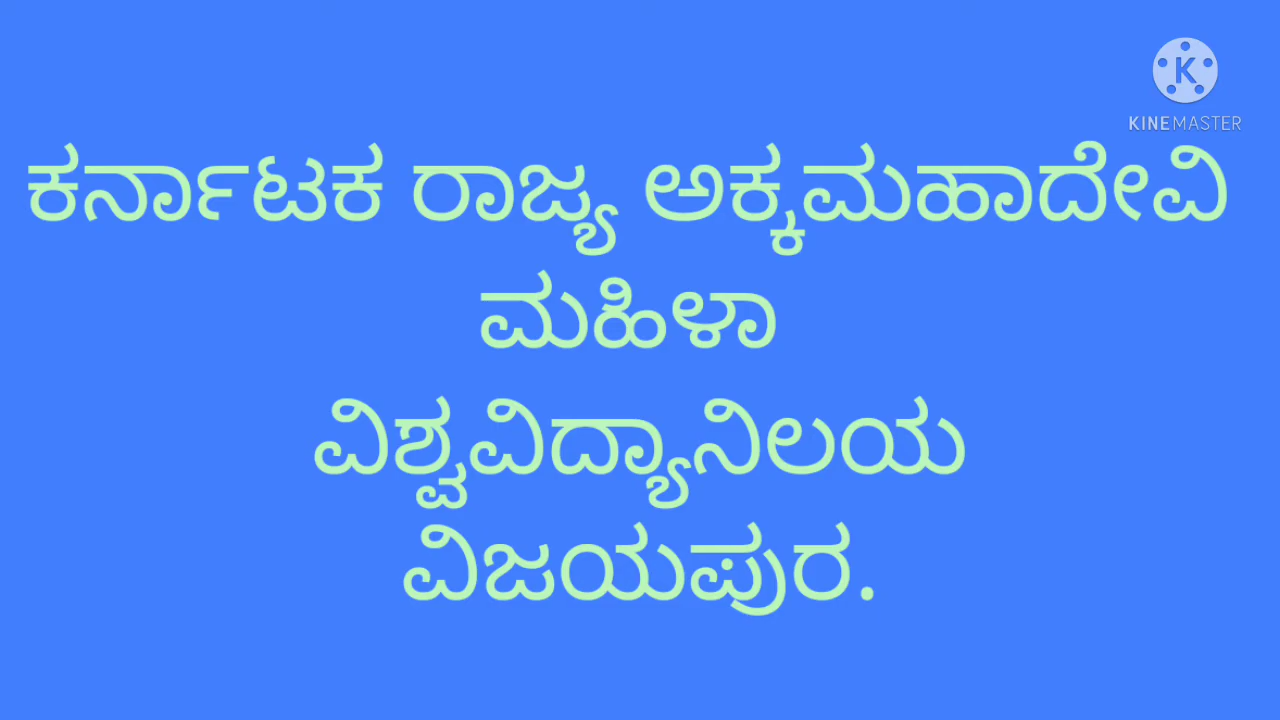 KINEMASTER
ಕರ್ನಾಟಕ ರಾಜ್ಯ ಅಕ್ಕಮಹಾದೇವಿ
ಮಹಿಳಾ
ವಿಶ್ವವಿದ್ಯಾನಿಲಯ
ವಿಜಯಪುರ.